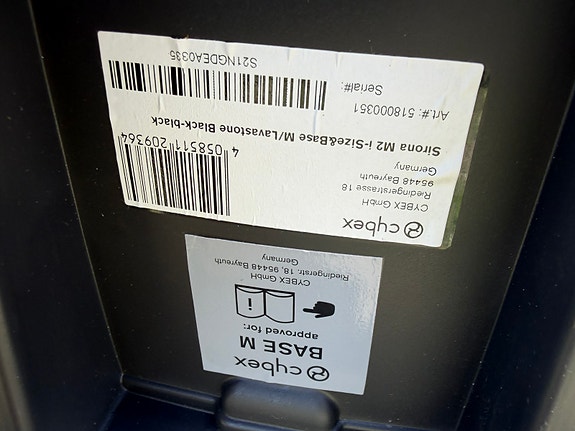 cybex
BASE M
approved for:
i
CYBEX GmbH
Riedingerstr. 18, 95448 Bayreuth
Germany
cybex
CYBEX GmbH
Riedingerstrasse 18
95448 Bayreuth
Germany
4 058511 209364
Sirona M2 i-Size&Base M/Lavastone Black-black
Art.#: 518000351
Serial#:
S21NGDEA0335